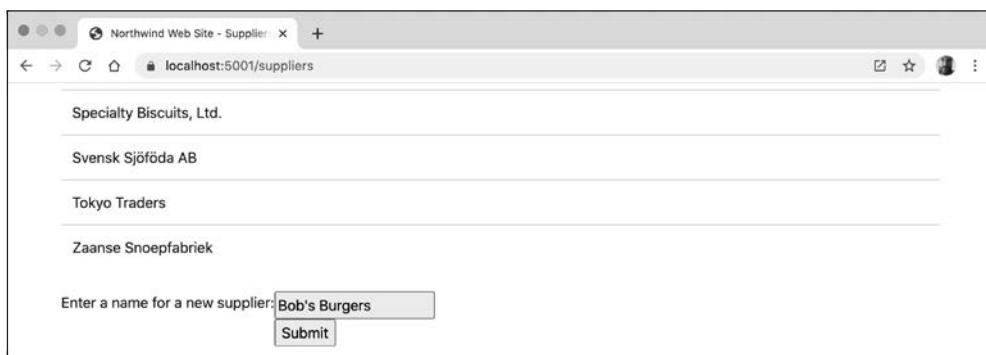 Northwind Web Site - Supplier
localhost:5001/suppliers
Specialty Biscuits, Ltd.
Svensk Sjöföda AB
Tokyo Traders
Zaanse Snoepfabriek
Enter a name for a new supplier: Bob's Burgers
Submit